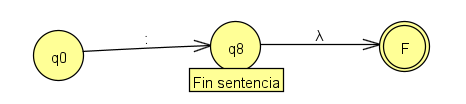 q0
:
q8
λ
F
Fin sentencia